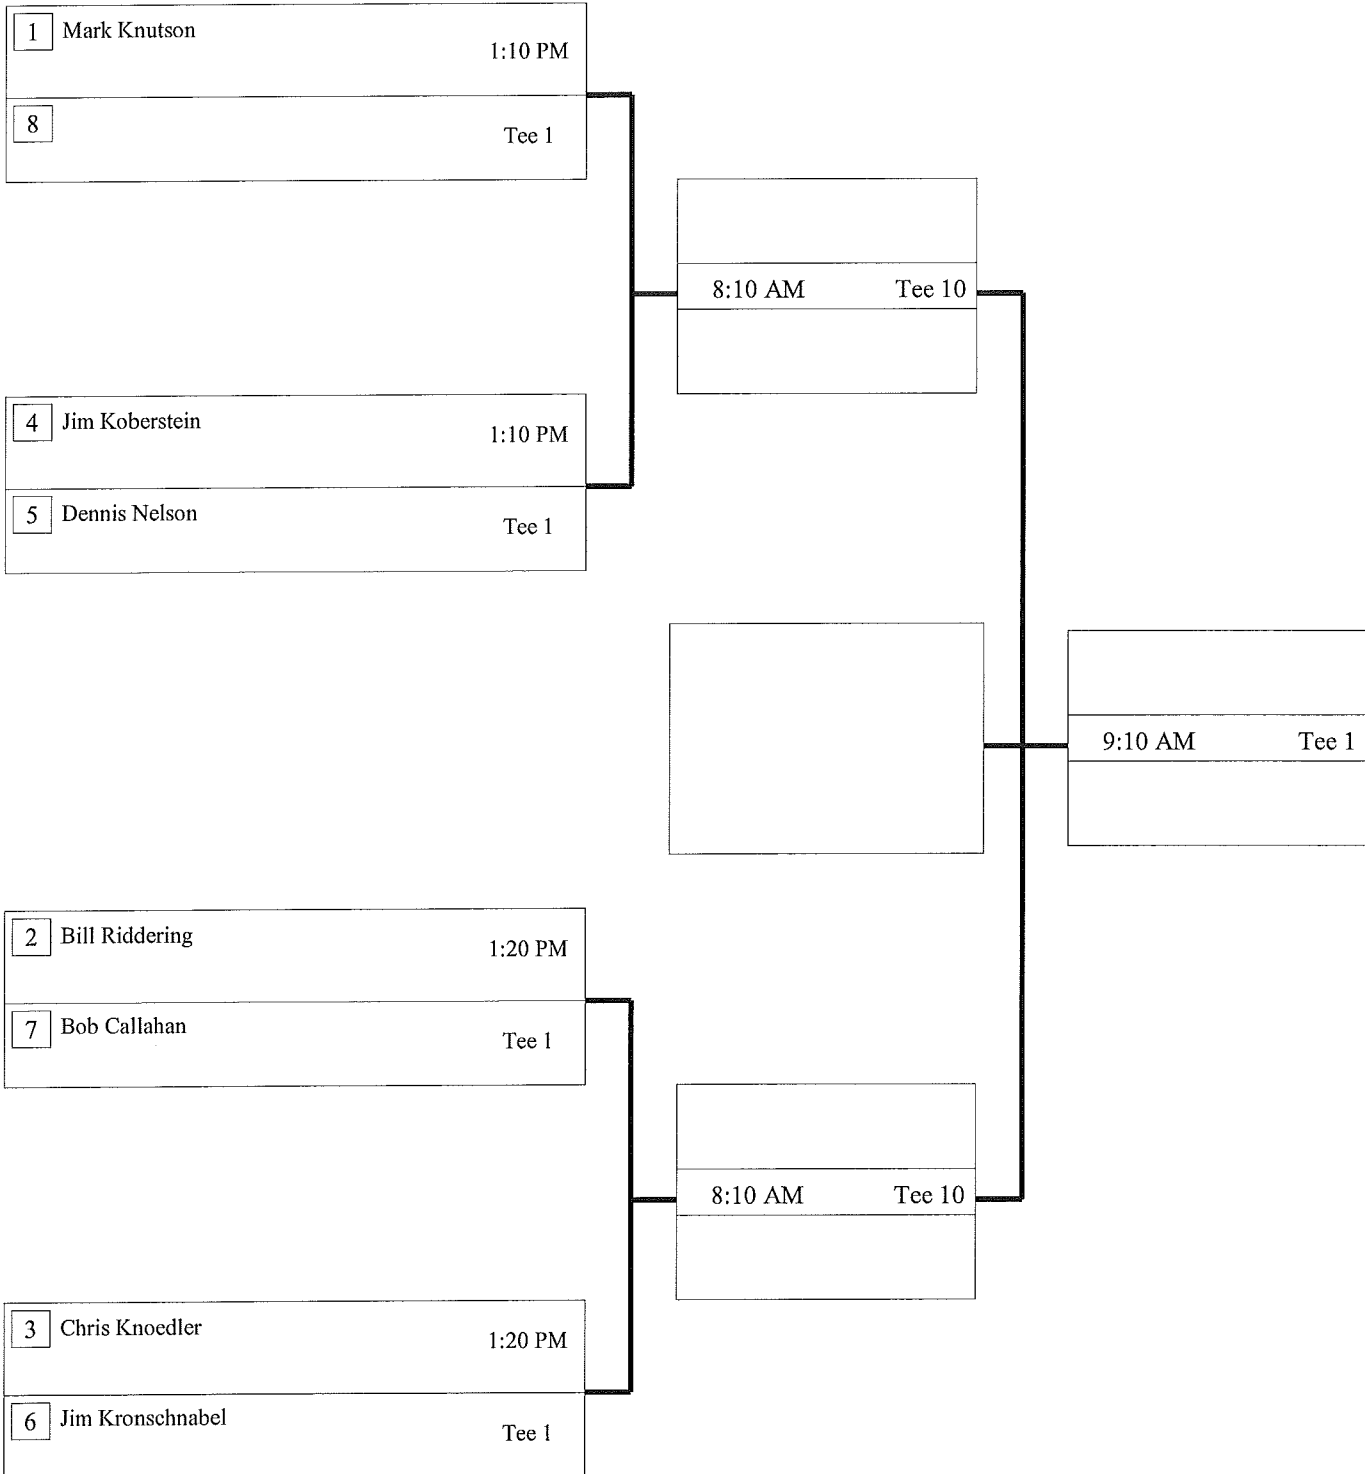 1 Mark Knutson
1:10 PM
8
Tee 1
8:10 AM Tee 10
4 Jim Koberstein
1:10 PM
5 Dennis Nelson
Tee 1
9:10 AM Tee 1
2 Bill Riddering
1:20 PM
7 Bob Callahan
Tee 1
8:10 AM Tee 10
3 Chris Knoedler
1:20 PM
6 Jim Kronschnabel
Tee 1